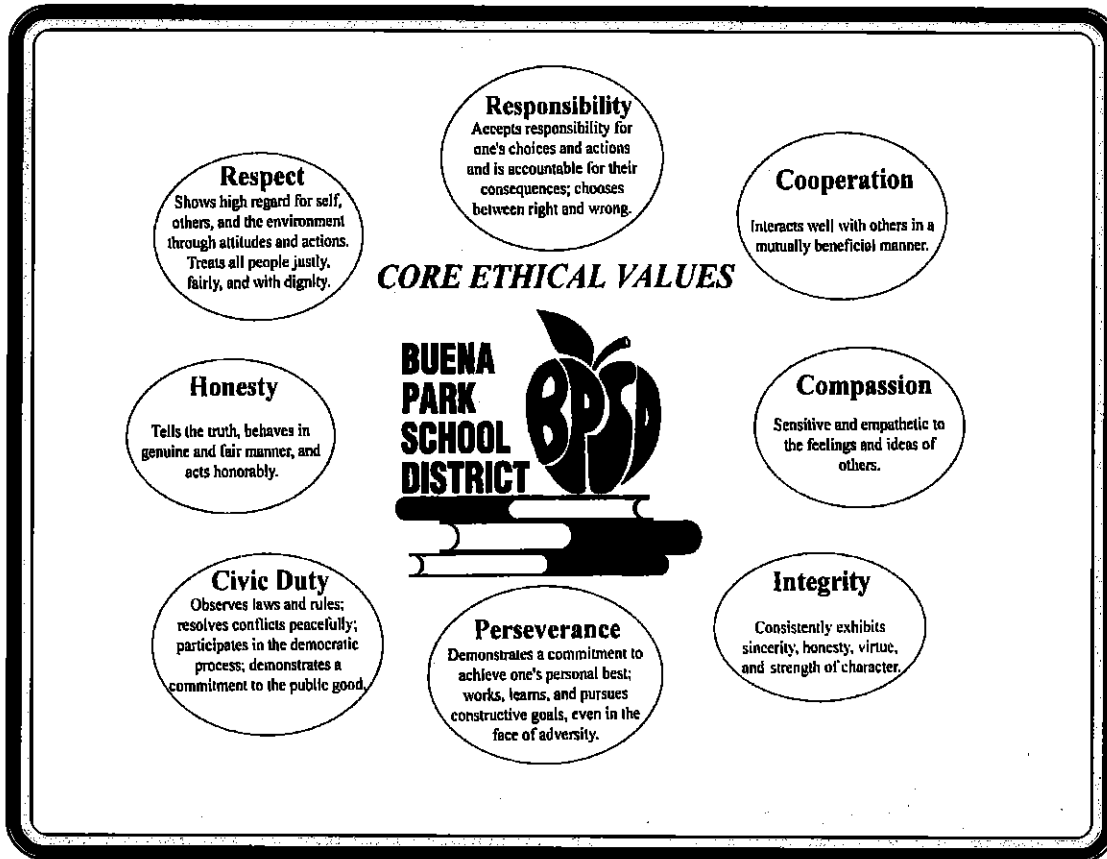 Responsibility
Accepts responsibility for
one's choices and actions
and is accountable for their
consequences; chooses
between right and wrong.
Respect
Shows high regard for self,
others, and the environment
through attitudes and actions.
Treats all people justly,
fairly, and with dignity.
Cooperation
Interacts well with others in a
mutually beneficial manner.
CORE ETHICAL VALUES
BUENA
PARK
SCHOOL
DISTRICT
BPSD
Honesty
Tells the truth, behaves in
genuine and fair manner, and
acts honorably.
Compassion
Sensitive and empathetic to
the feelings and ideas of
others.
Civic Duty
Observes laws and rules;
resolves conflicts peacefully;
participates in the democratic
process; demonstrates a
commitment to the public good.
Perseverance
Demonstrates a commitment to
achieve one's personal best;
works, learns, and pursues
constructive goals, even in the
face of adversity.
Integrity
Consistently exhibits
sincerity, honesty, virtue,
and strength of character.